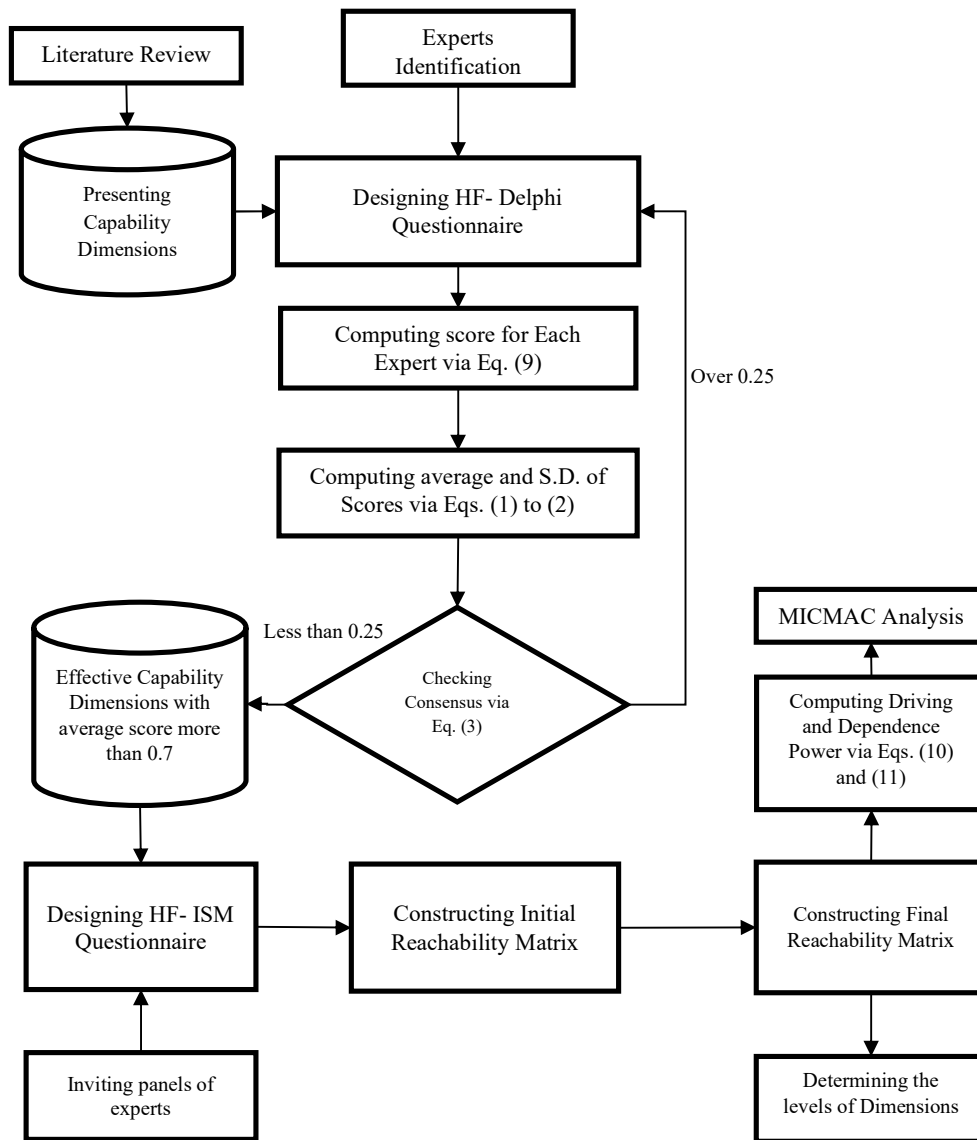 Literature Review
Experts
Identification
Presenting
Capability
Dimensions
Designing HF- Delphi
Questionnaire
Computing score for Each
Expert via Eq. (9)
Over 0.25
Computing average and S.D. of
Scores via Eqs. (1) to (2)
Less than 0.25
Checking
Consensus via
Eq. (3)
Effective Capability
Dimensions with
average score more
than 0.7
MICMAC Analysis
Computing Driving
and Dependence
Power via Eqs. (10)
and (11)
Designing HF- ISM
Questionnaire
Constructing Initial
Reachability Matrix
Constructing Final
Reachability Matrix
Inviting panels of
experts
Determining the
levels of Dimensions